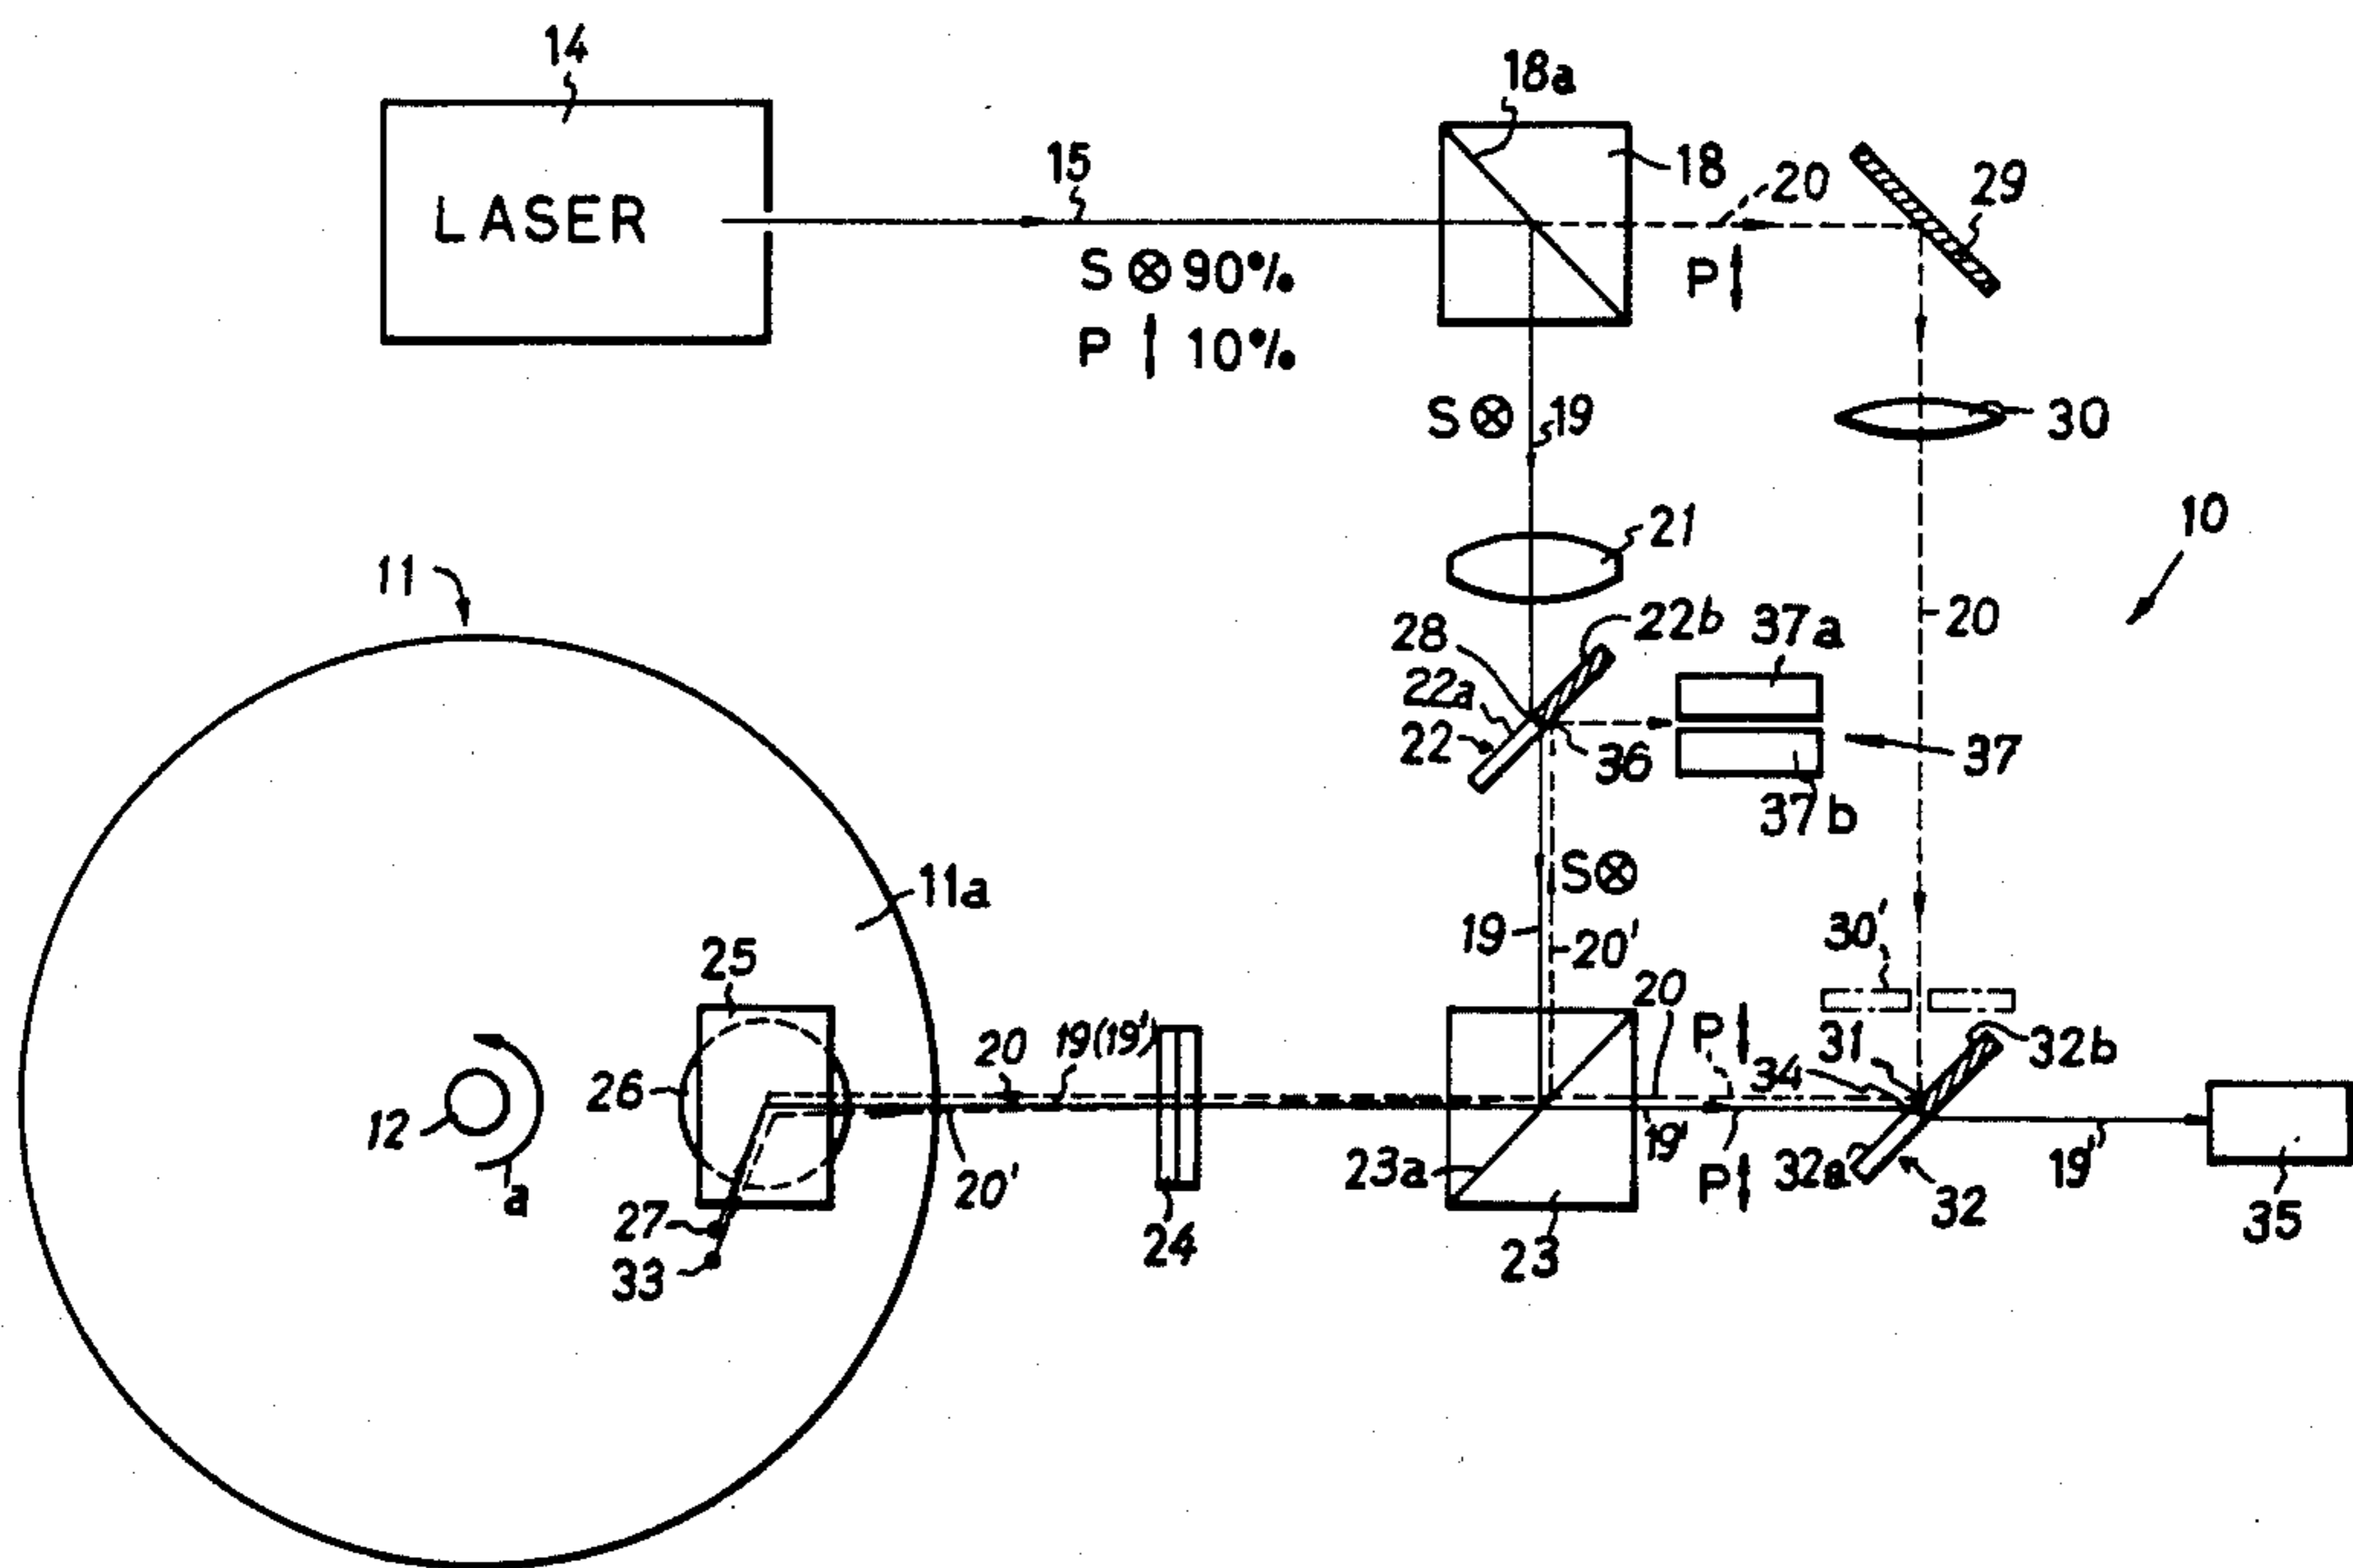 14
LASER
15
S ⊗ 90%
P ↕ 10%
18a
18
20
P ↕
29
S ⊗
19
30
21
10
11
28
22b
22a
22
36
37a
37
37b
20
11a
S ⊗
19
20'
25
26
12
a
27
33
20
19(19')
20'
24
23a
23
20
P ↕
19'
P ↕
30'
31
34
32b
32a
32
19'
35